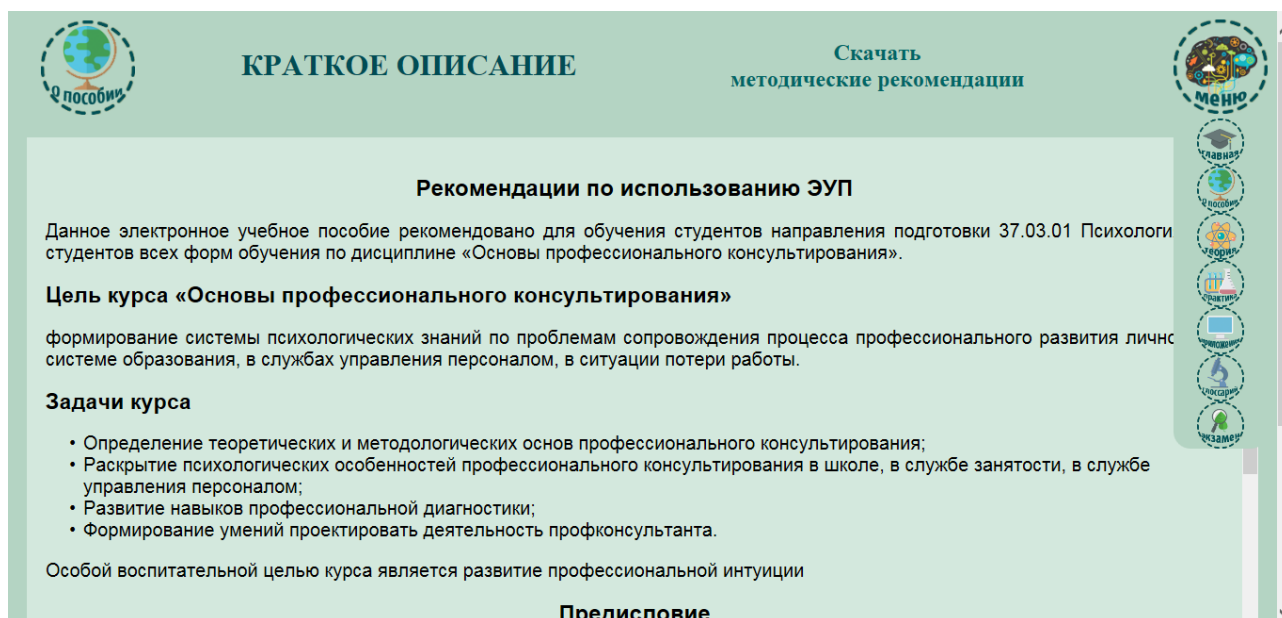 О пособии
КРАТКОЕ ОПИСАНИЕ
Скачать
методические рекомендации
меню
главная
О пособии
теория
практика
приложение
глоссарий
экзамен
Рекомендации по использованию ЭУП
Данное электронное учебное пособие рекомендовано для обучения студентов направления подготовки 37.03.01 Психологи
студентов всех форм обучения по дисциплине «Основы профессионального консультирования».
Цель курса «Основы профессионального консультирования»
формирование системы психологических знаний по проблемам сопровождения процесса профессионального развития личнo
системе образования, в службах управления персоналом, в ситуации потери работы.
Задачи курса
• Определение теоретических и методологических основ профессионального консультирования;
• Раскрытие психологических особенностей профессионального консультирования в школе, в службе занятости, в службе
управления персоналом;
• Развитие навыков профессиональной диагностики;
• Формирование умений проектировать деятельность профконсультанта.
Особой воспитательной целью курса является развитие профессиональной интуиции
Предисловие